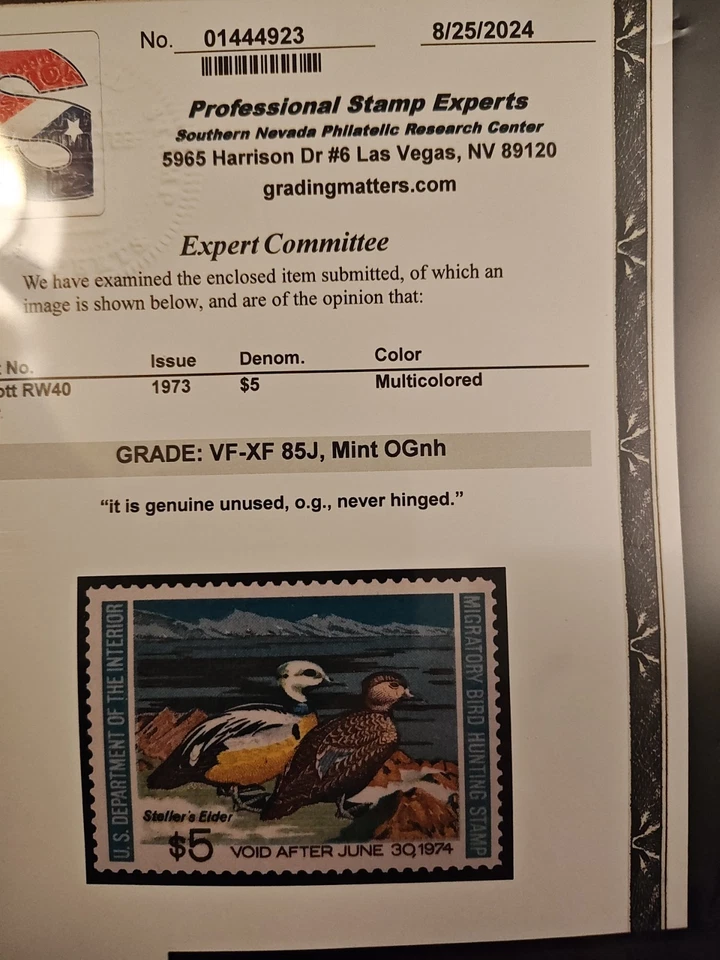 No. 01444923 8/25/2024
Professional Stamp Experts
Southern Nevada Philatelic Research Center
5965 Harrison Dr #6 Las Vegas, NV 89120
gradingmatters.com
Expert Committee
We have examined the enclosed item submitted, of which an
image is shown below, and are of the opinion that:
No. Issue Denom. Color
ott RW40 1973 $5 Multicolored
GRADE: VF-XF 85J, Mint OGnh
“it is genuine unused, o.g., never hinged.”
U.S. DEPARTMENT OF THE INTERIOR
MIGRATORY BIRD HUNTING STAMP
Steller's Eider
$5 VOID AFTER JUNE 30,1974